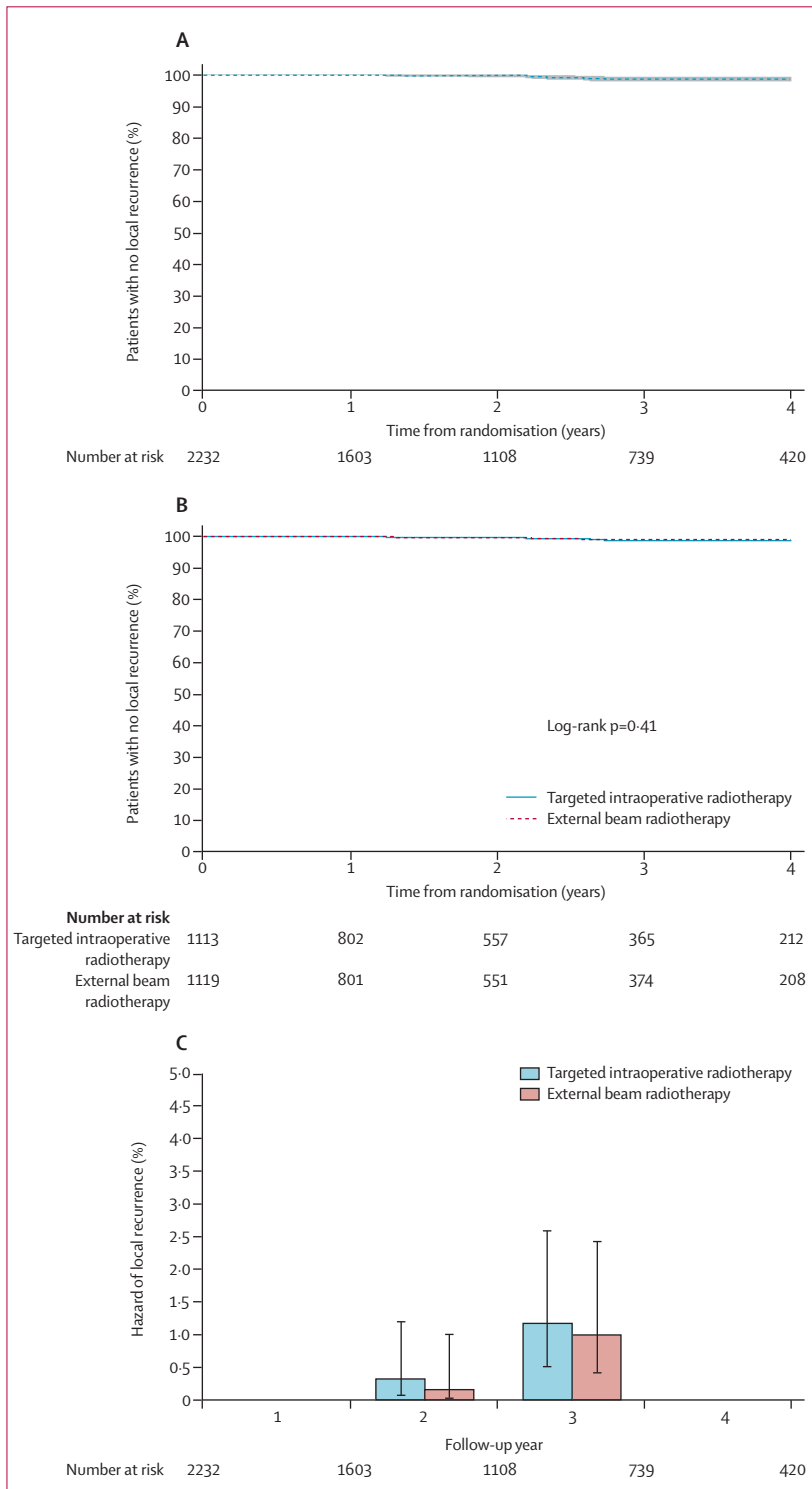 A
100
90
80
70
60
50
40
30
20
10
0
Patients with no local recurrence (%)
0 1 2 3 4
Time from randomisation (years)
Number at risk 2232 1603 1108 739 420
B
100
90
80
70
60
50
40
30
20
10
0
Patients with no local recurrence (%)
Log-rank p=0·41
Targeted intraoperative radiotherapy
External beam radiotherapy
0 1 2 3 4
Time from randomisation (years)
Number at risk
Targeted intraoperative 1113 802 557 365 212
radiotherapy
External beam 1119 801 551 374 208
radiotherapy
C
5·0
4·5
4·0
3·5
3·0
2·5
2·0
1·5
1·0
0·5
0
Hazard of local recurrence (%)
Targeted intraoperative radiotherapy
External beam radiotherapy
1 2 3 4
Follow-up year
Number at risk 2232 1603 1108 739 420